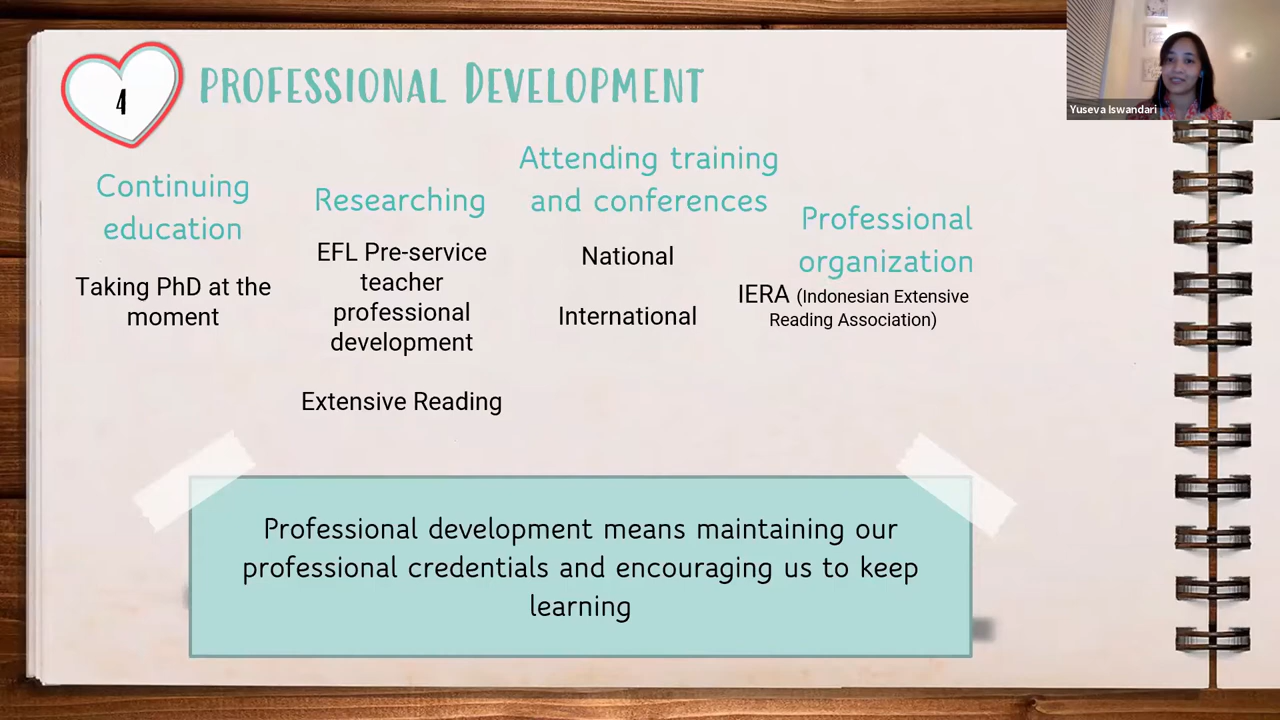 4
PROFESSIONAL DEVELOPMENT
Yuseva Iswandari
Continuing
education
Taking PhD at the
moment
Researching
EFL Pre-service
teacher
professional
development
Extensive Reading
Attending training
and conferences
National
International
Professional
organization
IERA (Indonesian Extensive
Reading Association)
Professional development means maintaining our
professional credentials and encouraging us to keep
learning